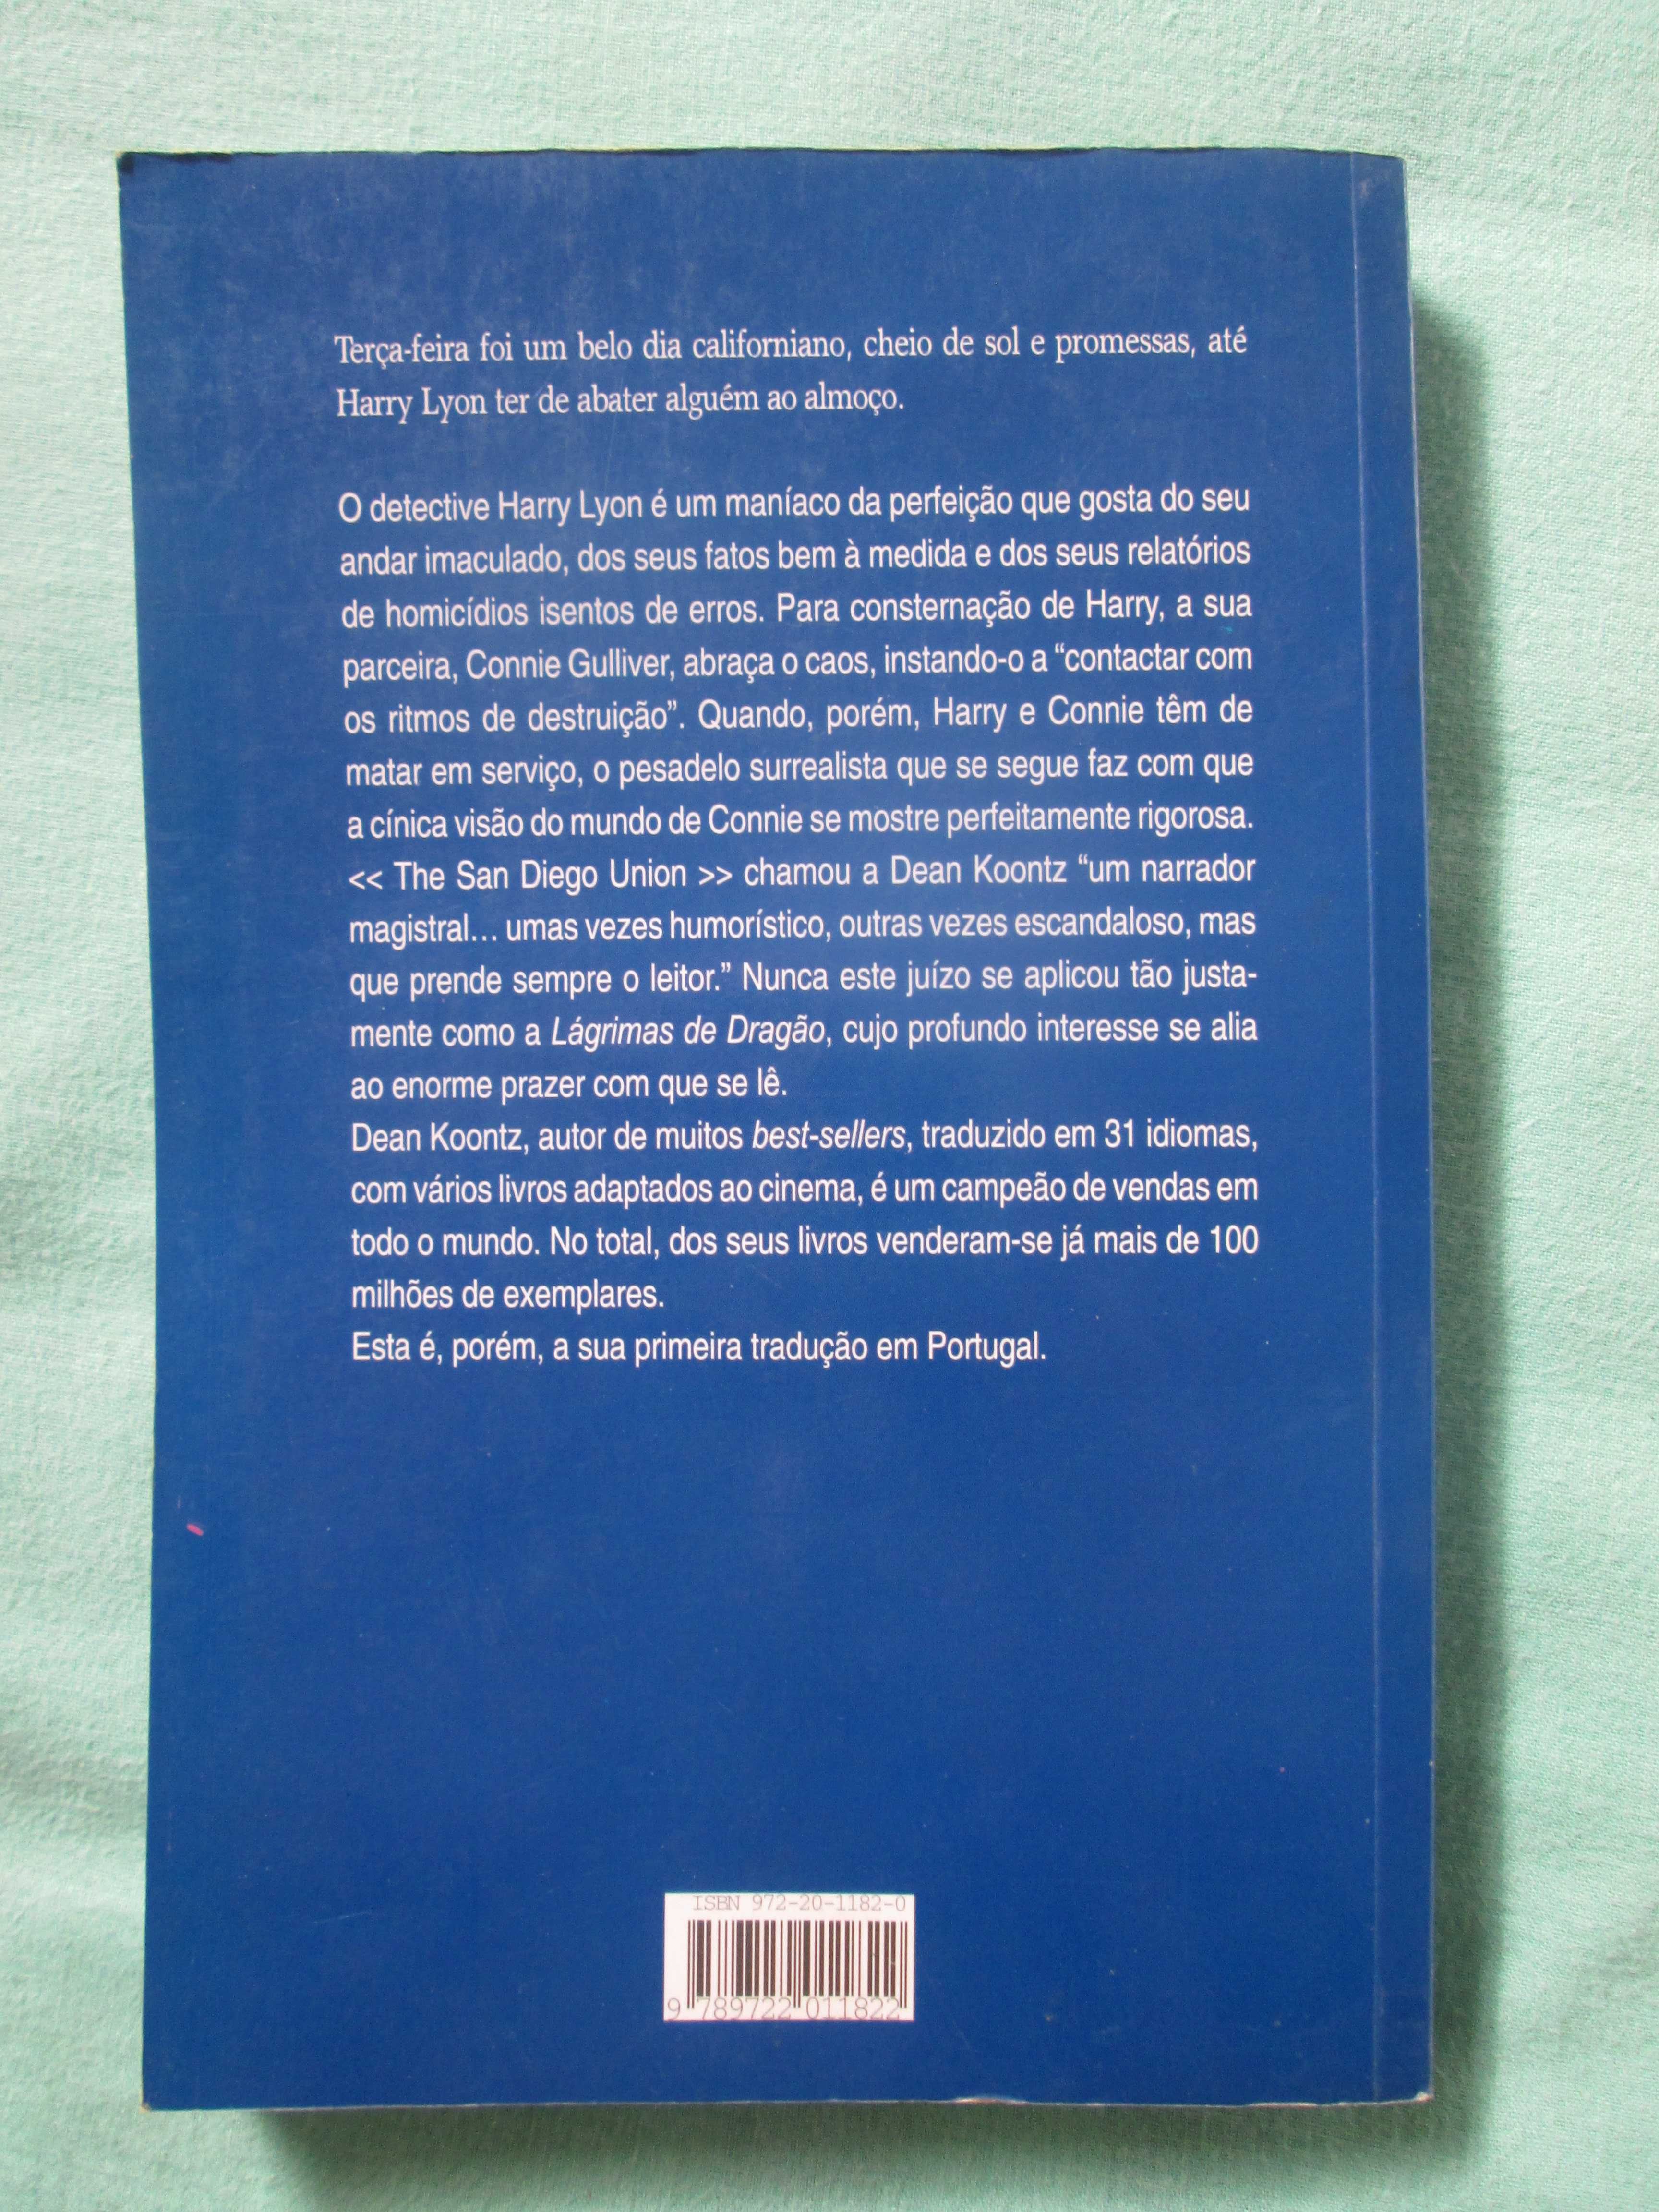 Terça-feira foi um belo dia californiano, cheio de sol e promessas, até
Harry Lyon ter de abater alguém ao almoço.
O detective Harry Lyon é um maníaco da perfeição que gosta do seu
andar imaculado, dos seus fatos bem à medida e dos seus relatórios
de homicídios isentos de erros. Para consternação de Harry, a sua
parceira, Connie Gulliver, abraça o caos, instando-o a “contactar com
os ritmos de destruição”. Quando, porém, Harry e Connie têm de
matar em serviço, o pesadelo surrealista que se segue faz com que
a cínica visão do mundo de Connie se mostre perfeitamente rigorosa.
<< The San Diego Union >> chamou a Dean Koontz “um narrador
magistral... umas vezes humorístico, outras vezes escandaloso, mas
que prende sempre o leitor.” Nunca este juízo se aplicou tão justa-
mente como a Lágrimas de Dragão, cujo profundo interesse se alia
ao enorme prazer com que se lê.
Dean Koontz, autor de muitos best-sellers, traduzido em 31 idiomas,
com vários livros adaptados ao cinema, é um campeão de vendas em
todo o mundo. No total, dos seus livros venderam-se já mais de 100
milhões de exemplares.
Esta é, porém, a sua primeira tradução em Portugal.
ISBN 972-20-1182-0
9 789722 011822